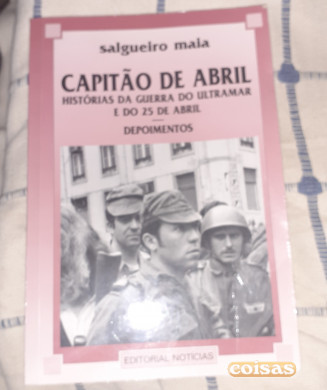 salgueiro maia
CAPITÃO DE ABRIL
HISTÓRIAS DA GUERRA DO ULTRAMAR
E DO 25 DE ABRIL
DEPOIMENTOS
EDITORIAL NOTÍCIAS
coisas